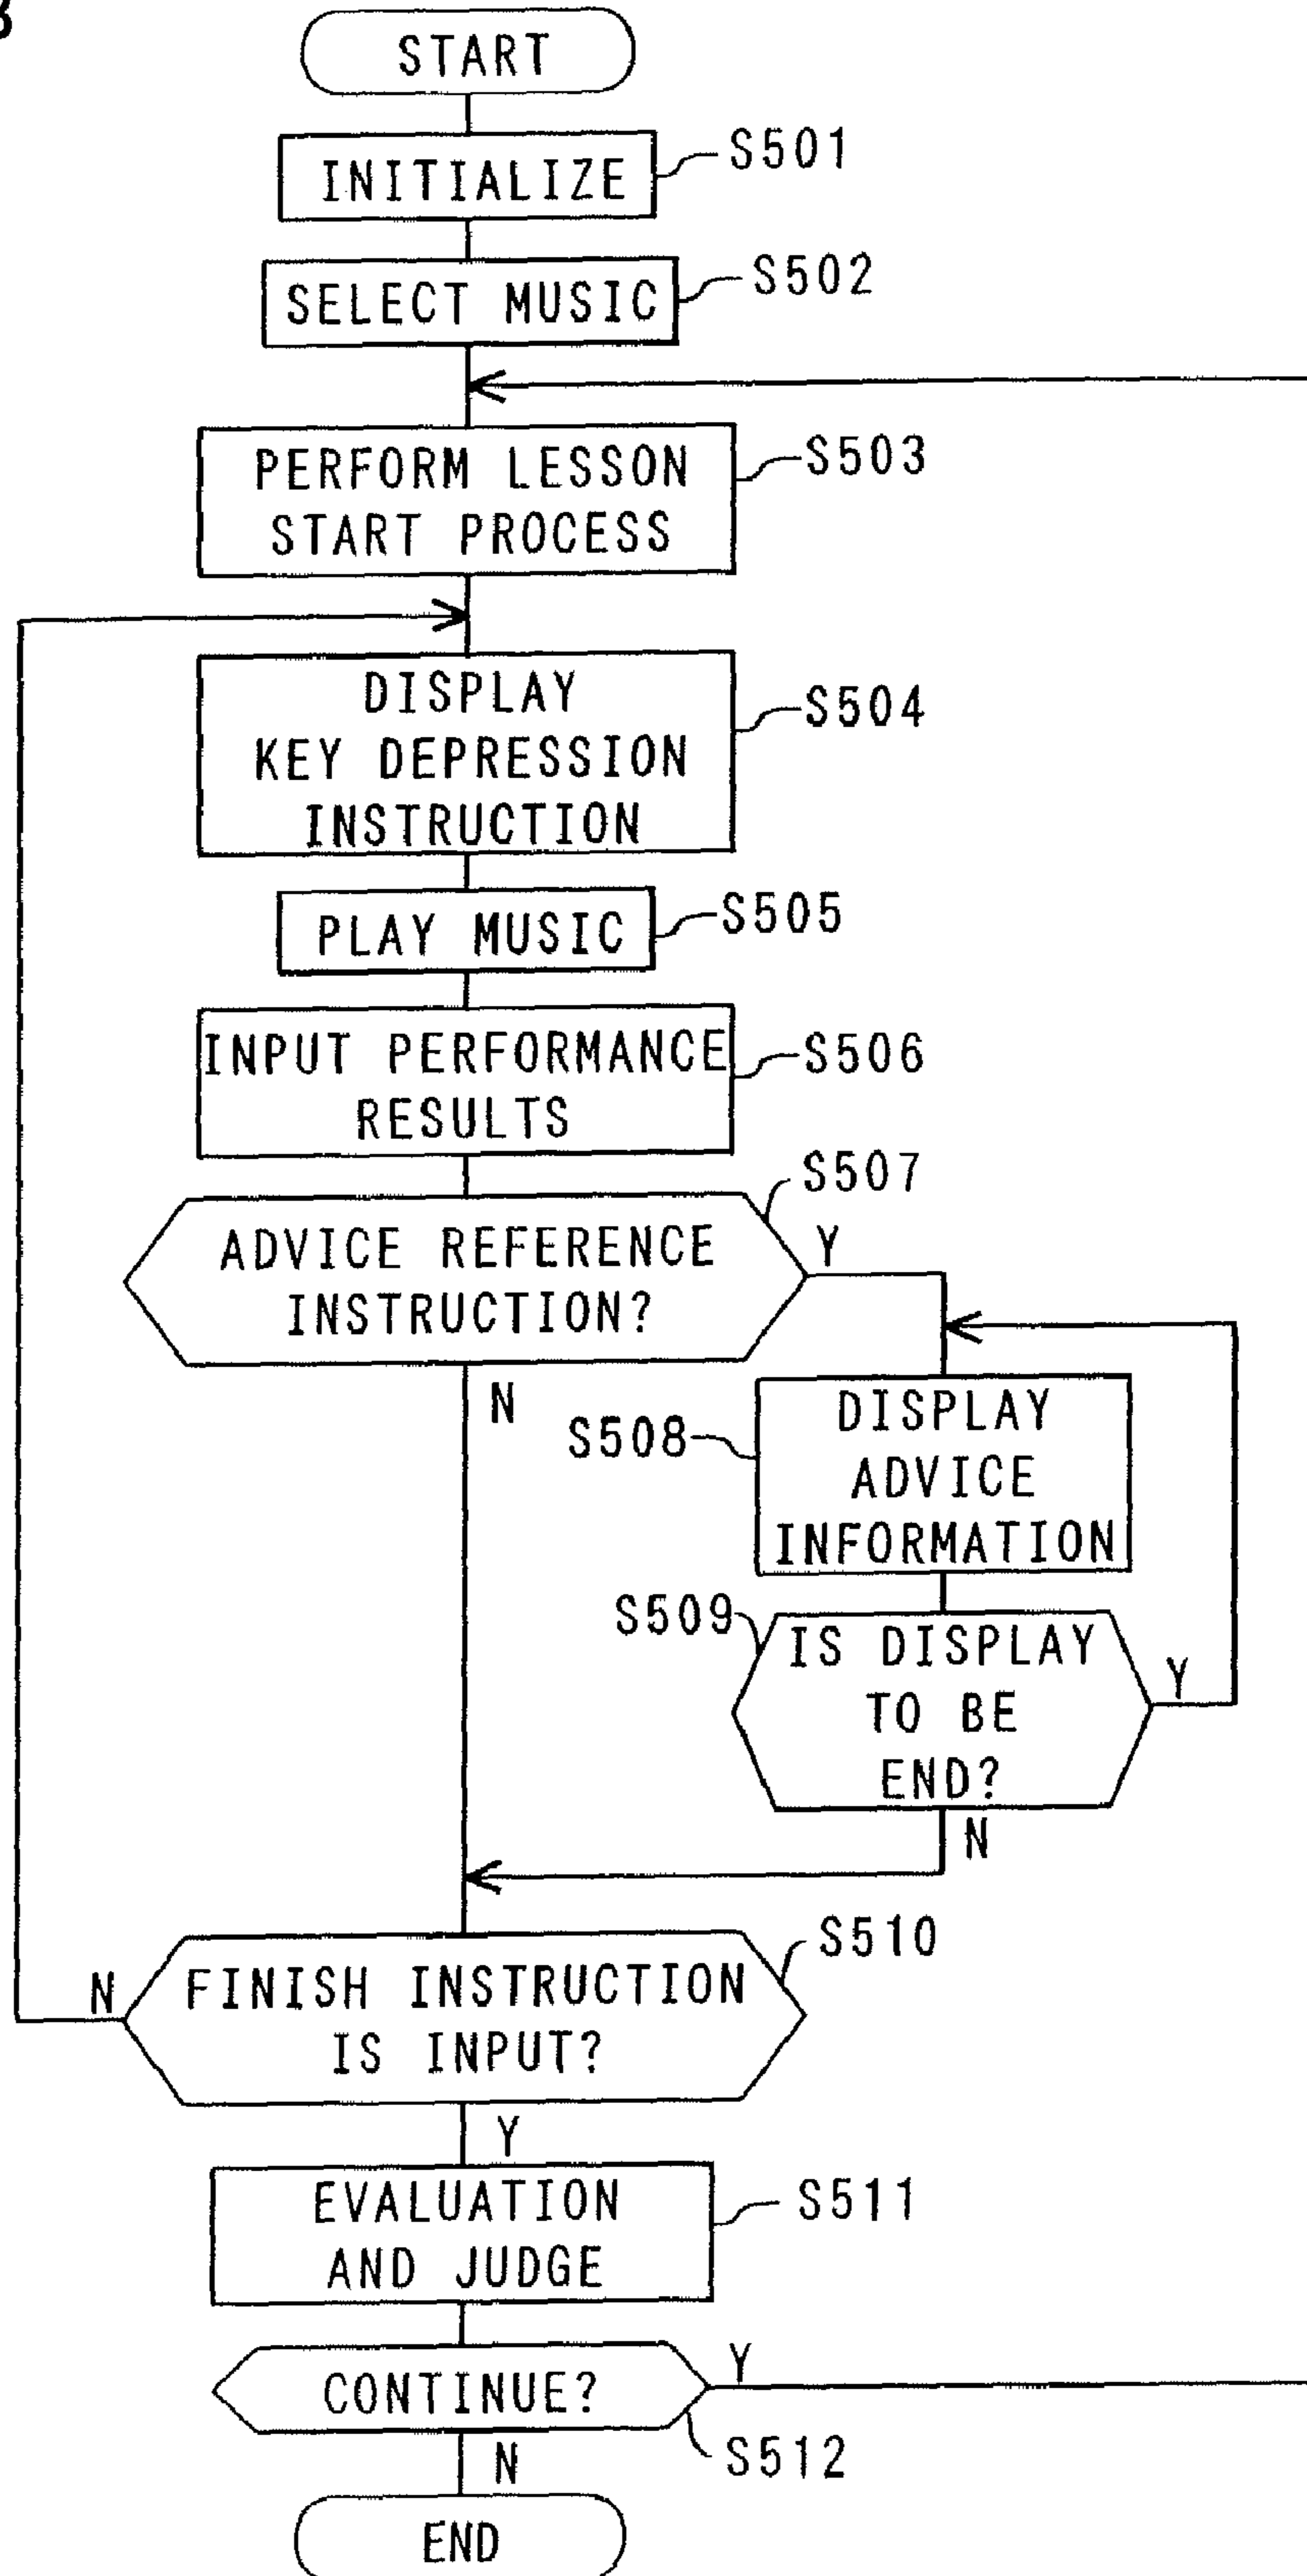 START
INITIALIZE
S501
SELECT MUSIC
S502
PERFORM LESSON
START PROCESS
S503
DISPLAY
KEY DEPRESSION
INSTRUCTION
S504
PLAY MUSIC
S505
INPUT PERFORMANCE
RESULTS
S506
S507
ADVICE REFERENCE
INSTRUCTION?
Y
N
S508
DISPLAY
ADVICE
INFORMATION
S509
IS DISPLAY
TO BE
END?
Y
N
S510
FINISH INSTRUCTION
IS INPUT?
N
Y
EVALUATION
AND JUDGE
S511
CONTINUE?
Y
S512
N
END